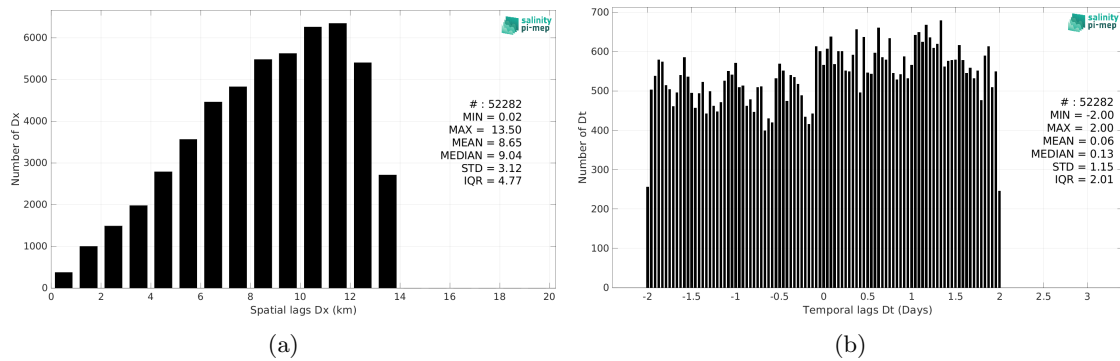 salinity
pi-mep
7000
6000
5000
4000
3000
2000
1000
0
Number of Dx
# : 52282
MIN = 0.02
MAX = 13.50
MEAN = 8.65
MEDIAN = 9.04
STD = 3.12
IQR = 4.77
0 2 4 6 8 10 12 14 16 18 20
Spatial lags Dx (km)
(a)
salinity
pi-mep
700
600
500
400
300
200
100
0
Number of Dt
# : 52282
MIN = -2.00
MAX = 2.00
MEAN = 0.06
MEDIAN = 0.13
STD = 1.15
IQR = 2.01
-2 -1.5 -1 -0.5 0 0.5 1 1.5 2 2.5 3
Temporal lags Dt (Days)
(b)